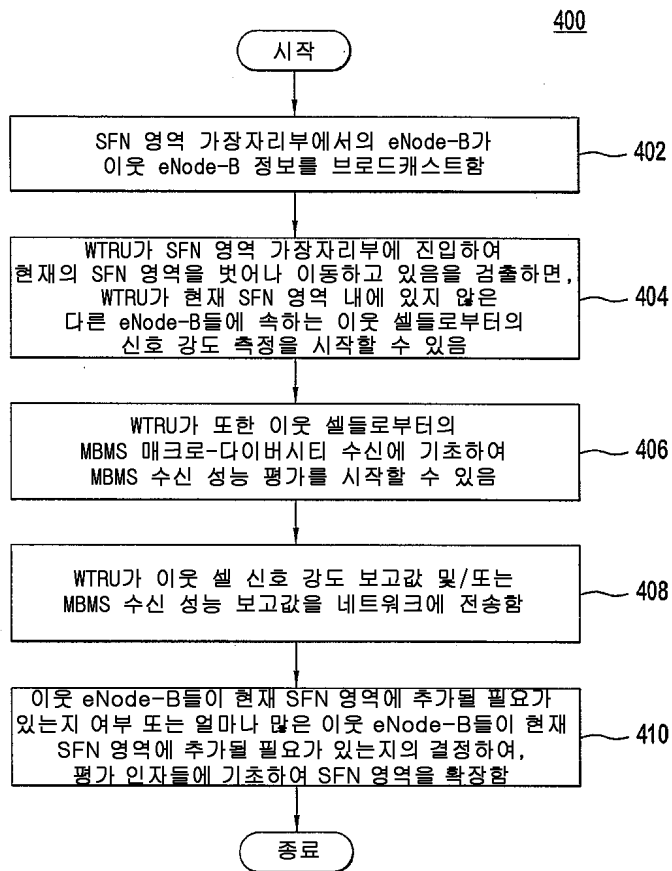 400
시작
SFN 영역 가장자리부에서의 eNode-B가
이웃 eNode-B 정보를 브로드캐스트함
402
WTRU가 SFN 영역 가장자리부에 진입하여
현재의 SFN 영역을 벗어나 이동하고 있음을 검출하면,
WTRU가 현재 SFN 영역 내에 있지 않은
다른 eNode-B들에 속하는 이웃 셀들로부터의
신호 강도 측정을 시작할 수 있음
404
WTRU가 또한 이웃 셀들로부터의
MBMS 매크로-다이버시티 수신에 기초하여
MBMS 수신 성능 평가를 시작할 수 있음
406
WTRU가 이웃 셀 신호 강도 보고값 및/또는
MBMS 수신 성능 보고값을 네트워크에 전송함
408
이웃 eNode-B들이 현재 SFN 영역에 추가될 필요가
있는지 여부 또는 얼마나 많은 이웃 eNode-B들이 현재
SFN 영역에 추가될 필요가 있는지의 결정하여,
평가 인자들에 기초하여 SFN 영역을 확장함
410
종료